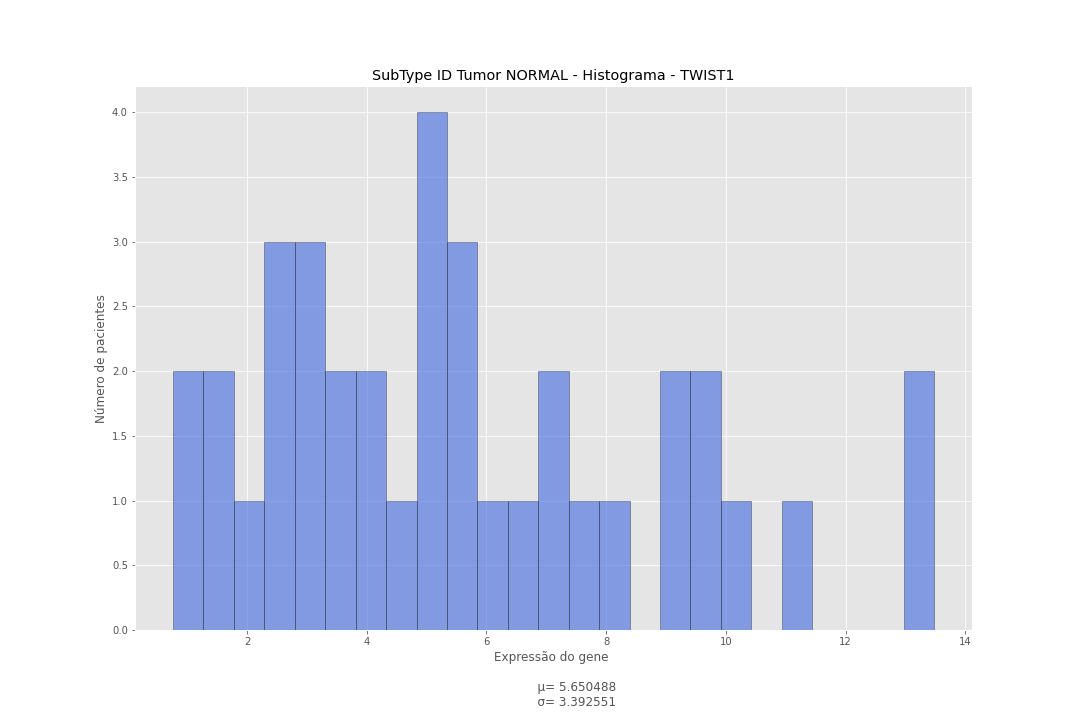 SubType ID Tumor NORMAL - Histograma - TWIST1
Número de pacientes
4.0
3.5
3.0
2.5
2.0
1.5
1.0
0.5
0.0
2 4 6 8 10 12 14
Expressão do gene
μ= 5.650488
σ= 3.392551